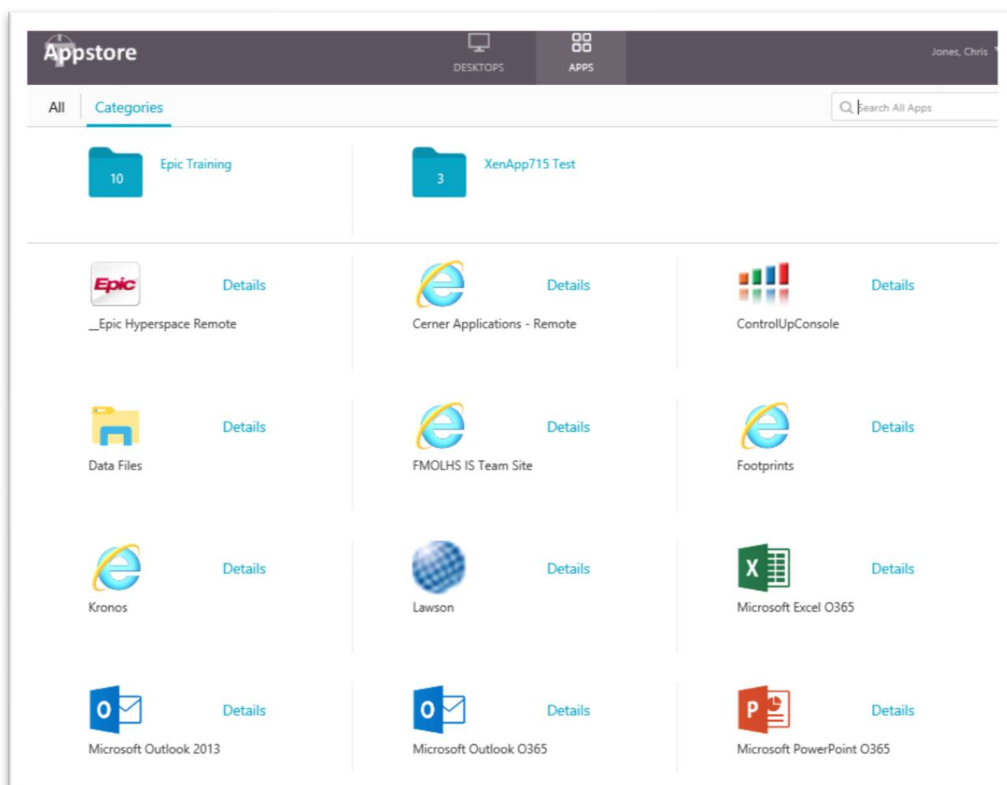 Appstore
DESKTOPS
APPS
Jones, Chris
All
Categories
Search All Apps
10
Epic Training
3
XenApp715 Test
Epic
Details
Details
Details
__Epic Hyperspace Remote
Cerner Applications - Remote
ControlUpConsole
Details
Details
Details
Data Files
FMOLHS IS Team Site
Footprints
Details
Details
X
Details
Kronos
Lawson
Microsoft Excel O365
O
Details
O
Details
P
Details
Microsoft Outlook 2013
Microsoft Outlook O365
Microsoft PowerPoint O365